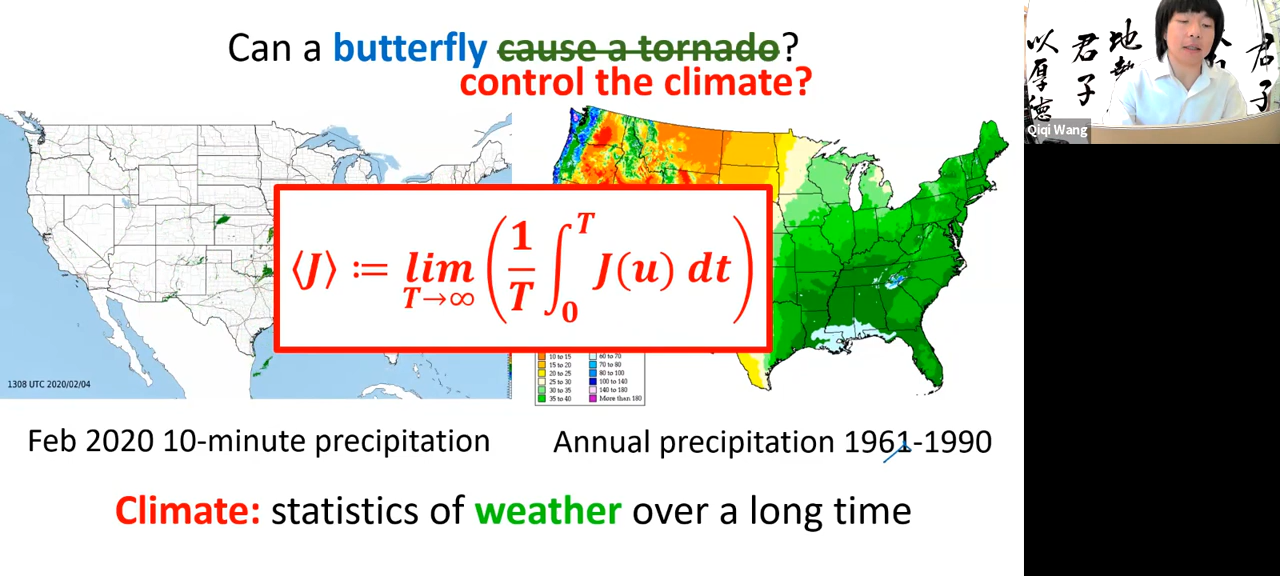 Can a butterfly cause a tornado?
control the climate?
⟨J⟩ := lim T→∞ ( 1/T ∫₀ᵀ J(u) dt )
1308 UTC 2020/02/04
10 to 15
15 to 20
20 to 25
25 to 30
30 to 35
35 to 40
60 to 70
70 to 80
80 to 100
100 to 140
140 to 180
More than 180
Feb 2020 10-minute precipitation
Annual precipitation 1961-1990
Climate: statistics of weather over a long time
君子
地
君子
以厚德
Qiqi Wang